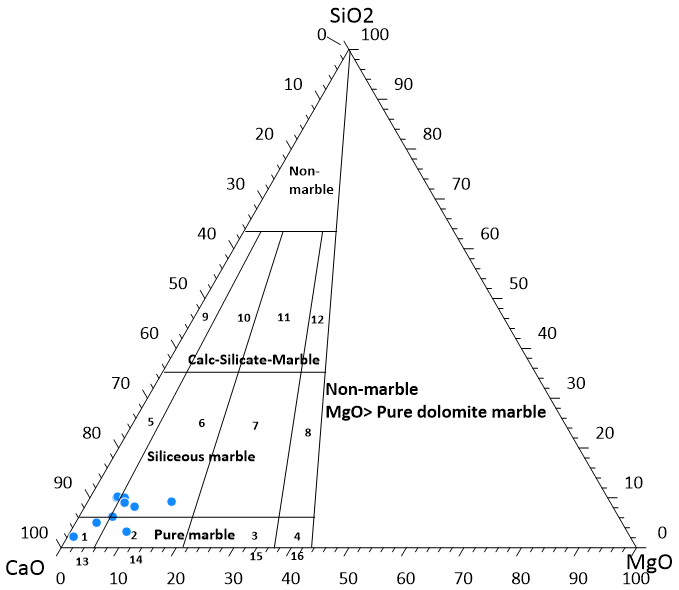 SiO2
0 100
10 90
20 80
Non-
marble
30 70
40 60
50 50
9 10 11 12
60 40
Calc-Silicate-Marble
70 30
Non-marble
MgO> Pure dolomite marble
5 6 7 8
80 20
Siliceous marble
90 10
100 1 2 Pure marble 3 4 0
CaO 13 14 15 16 MgO
0 10 20 30 40 50 60 70 80 90 100